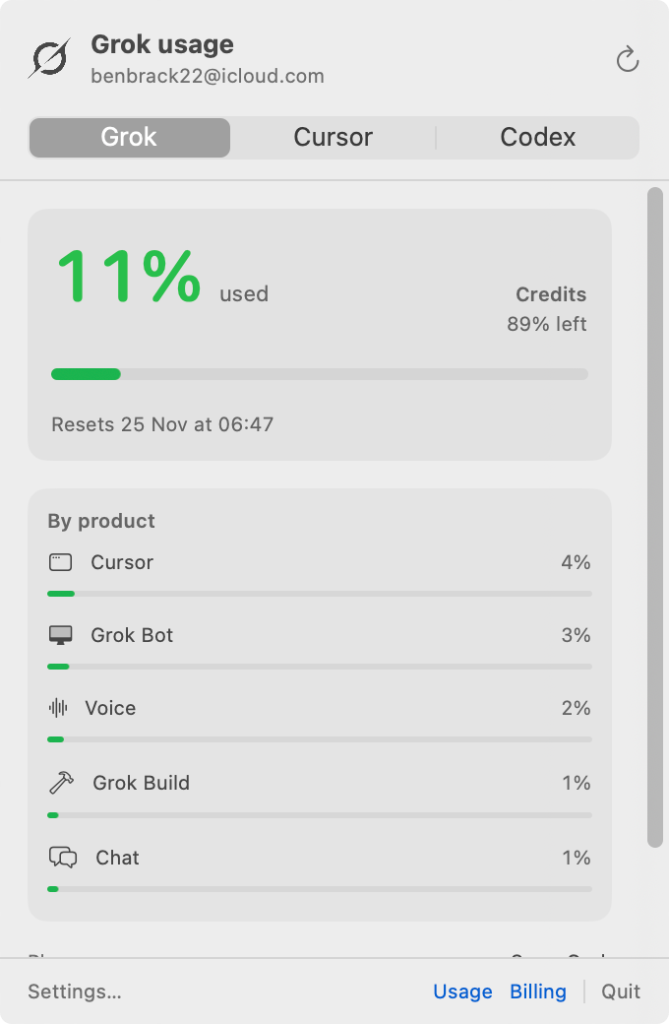 Grok usage
benbrack22@icloud.com
Grok Cursor Codex
11% used
Credits
89% left
Resets 25 Nov at 06:47
By product
Cursor 4%
Grok Bot 3%
Voice 2%
Grok Build 1%
Chat 1%
Settings... Usage Billing Quit